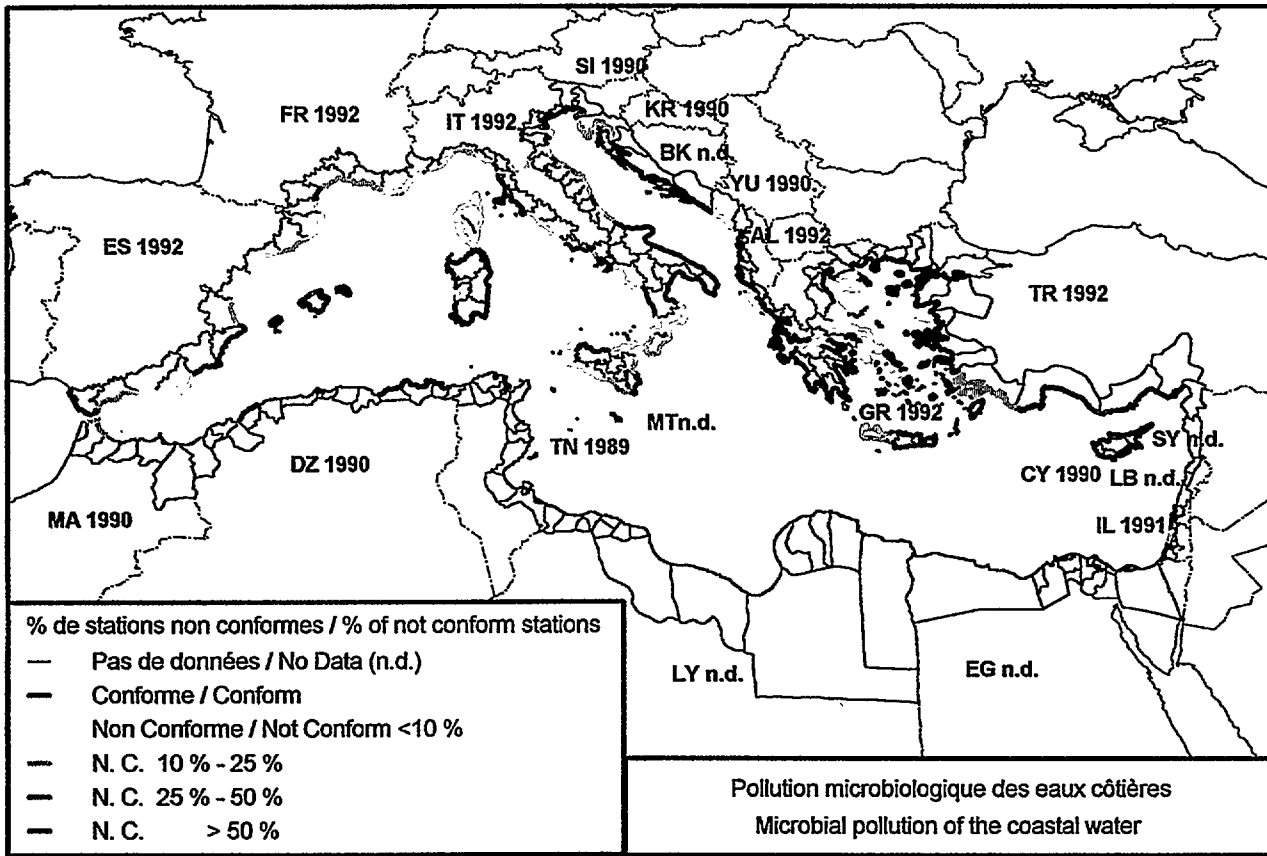 SI 1990
FR 1992
IT 1992
KR 1990
BK n.d.
YU 1990
ES 1992
AL 1992
TR 1992
GR 1992
MTn.d.
TN 1989
SY n.d.
DZ 1990
CY 1990
LB n.d.
MA 1990
IL 1991
LY n.d.
EG n.d.
% de stations non conformes / % of not conform stations
Pas de données / No Data (n.d.)
Conforme / Conform
Non Conforme / Not Conform <10 %
N. C. 10 % - 25 %
N. C. 25 % - 50 %
N. C. > 50 %
Pollution microbiologique des eaux côtières
Microbial pollution of the coastal water